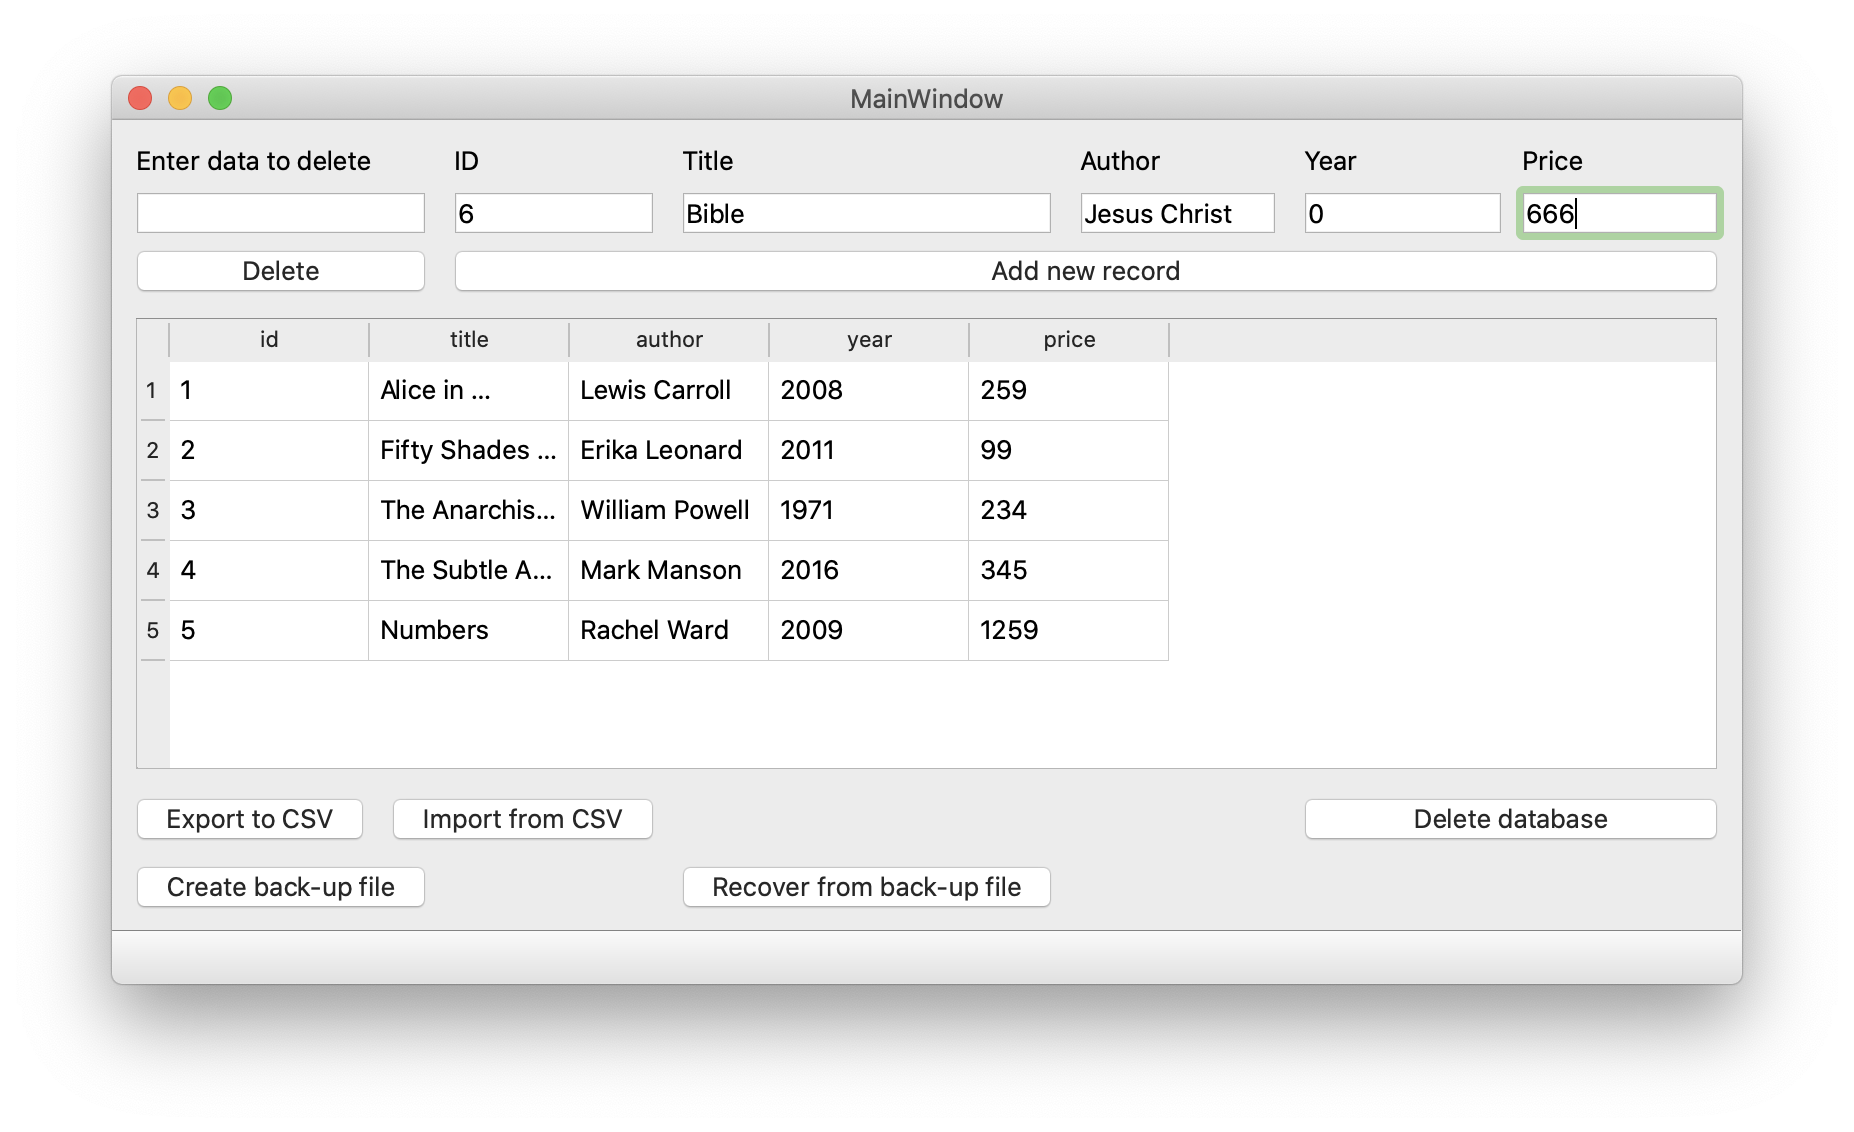 MainWindow
Enter data to delete ID Title Author Year Price
6 Bible Jesus Christ 0 666
Delete Add new record
id title author year price
1 1 Alice in ... Lewis Carroll 2008 259
2 2 Fifty Shades ... Erika Leonard 2011 99
3 3 The Anarchis... William Powell 1971 234
4 4 The Subtle A... Mark Manson 2016 345
5 5 Numbers Rachel Ward 2009 1259
Export to CSV Import from CSV Delete database
Create back-up file Recover from back-up file